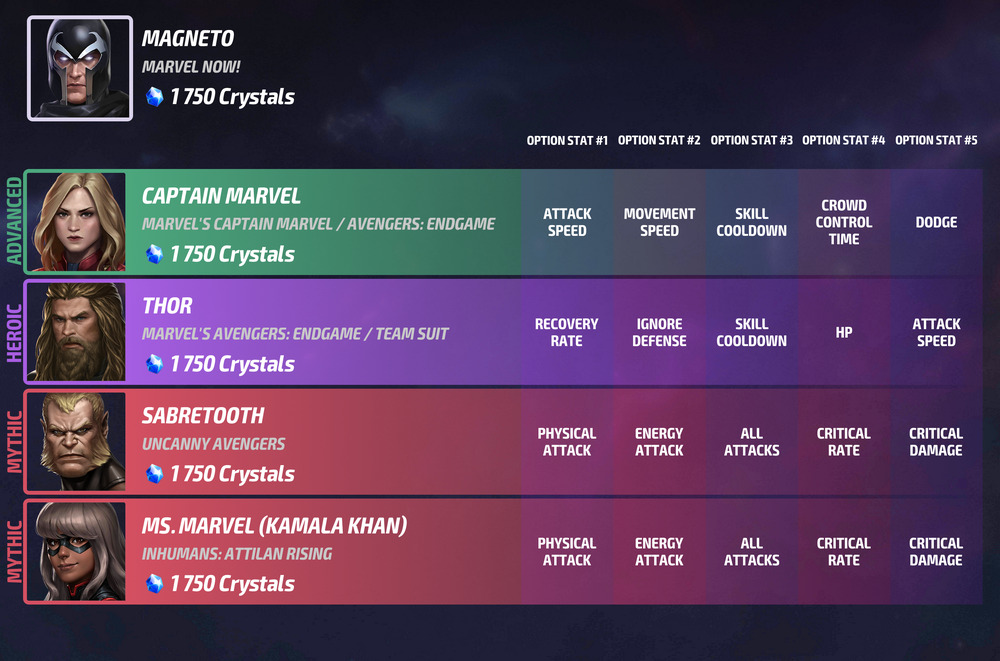 MAGNETO
MARVEL NOW!
1 750 Crystals
OPTION STAT #1 OPTION STAT #2 OPTION STAT #3 OPTION STAT #4 OPTION STAT #5
ADVANCED
CAPTAIN MARVEL
MARVEL'S CAPTAIN MARVEL / AVENGERS: ENDGAME
1 750 Crystals
ATTACK
SPEED
MOVEMENT
SPEED
SKILL
COOLDOWN
CROWD
CONTROL
TIME
DODGE
HEROIC
THOR
MARVEL'S AVENGERS: ENDGAME / TEAM SUIT
1 750 Crystals
RECOVERY
RATE
IGNORE
DEFENSE
SKILL
COOLDOWN
HP
ATTACK
SPEED
MYTHIC
SABRETOOTH
UNCANNY AVENGERS
1 750 Crystals
PHYSICAL
ATTACK
ENERGY
ATTACK
ALL
ATTACKS
CRITICAL
RATE
CRITICAL
DAMAGE
MYTHIC
MS. MARVEL (KAMALA KHAN)
INHUMANS: ATTILAN RISING
1 750 Crystals
PHYSICAL
ATTACK
ENERGY
ATTACK
ALL
ATTACKS
CRITICAL
RATE
CRITICAL
DAMAGE